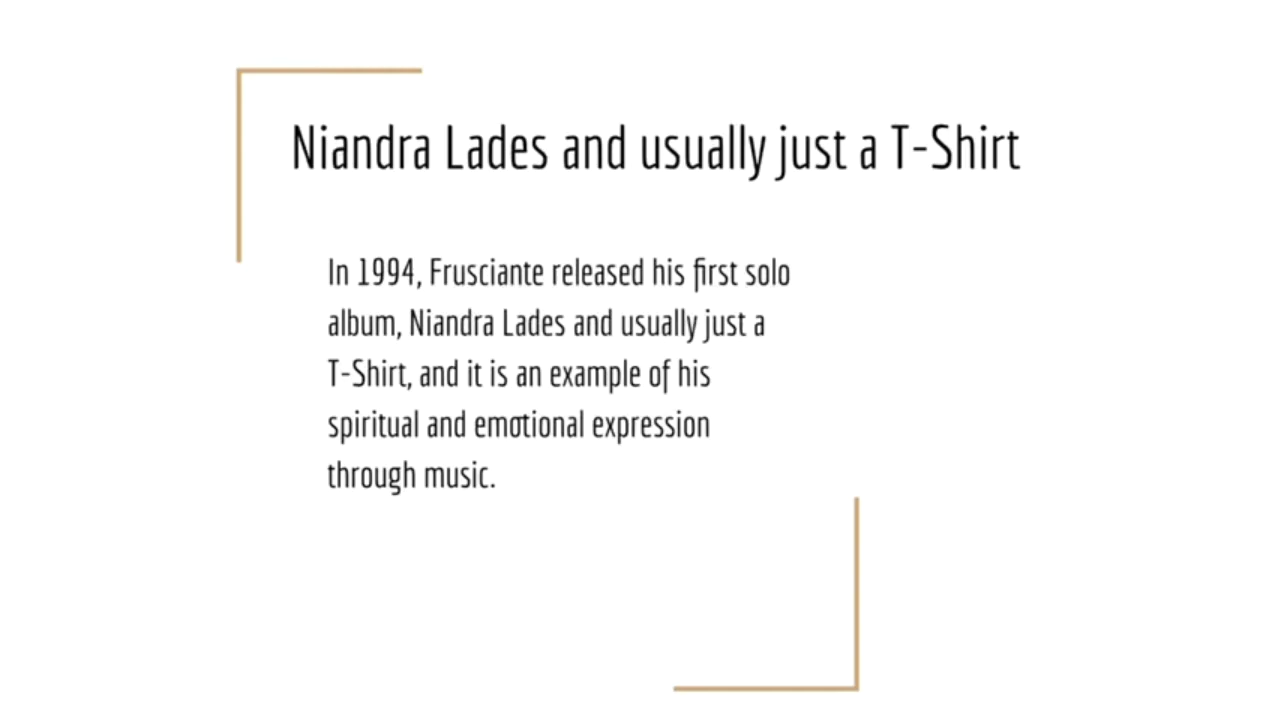 Niandra Lades and usually just a T-Shirt
In 1994, Frusciante released his first solo
album, Niandra Lades and usually just a
T-Shirt, and it is an example of his
spiritual and emotional expression
through music.